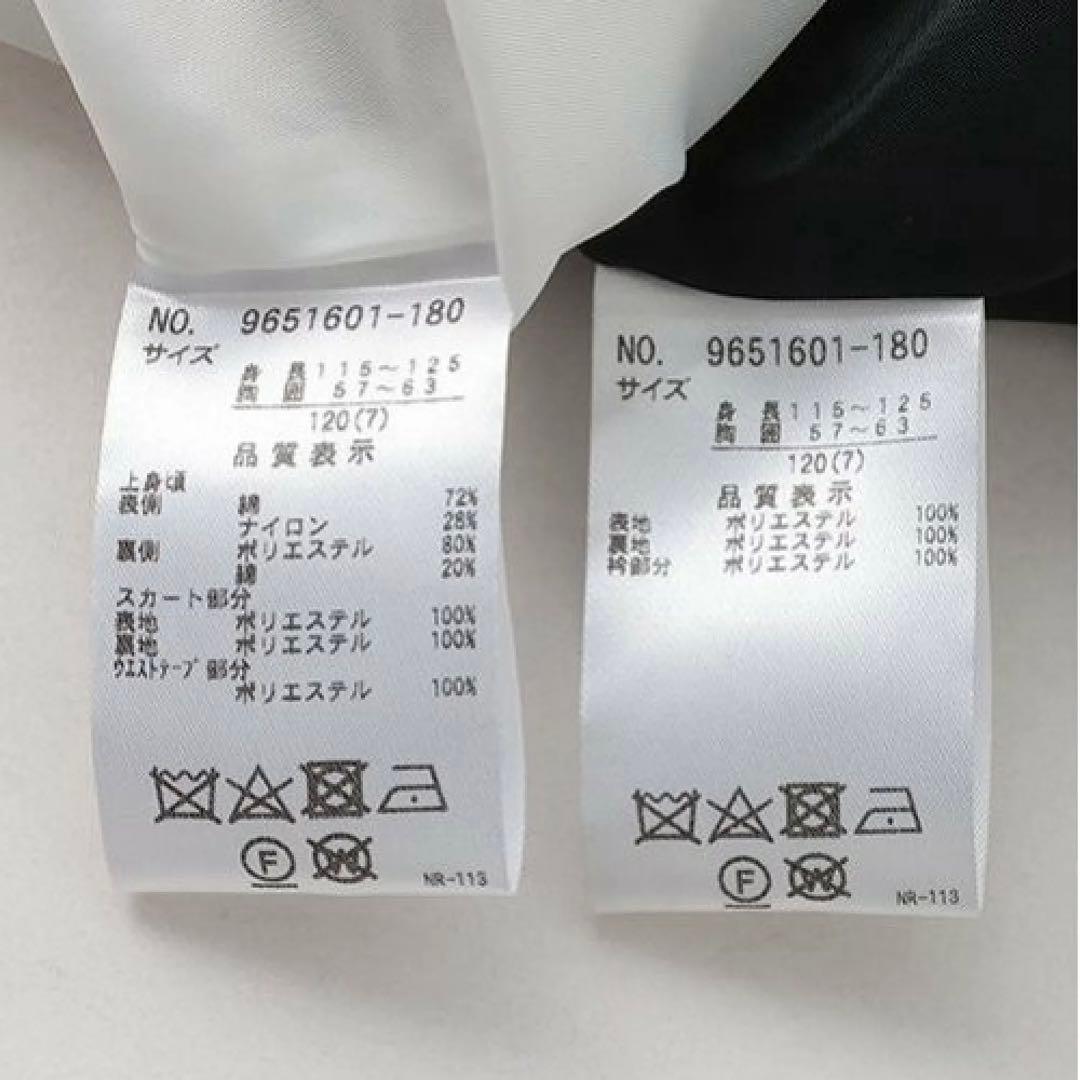 NO. 9651601-180
サイズ
身長 115～125
胸囲 57～63
120(7)
品質表示
上身頃
表側 綿 72%
ナイロン 28%
裏側 ポリエステル 80%
綿 20%
スカート部分
表地 ポリエステル 100%
裏地 ポリエステル 100%
ウエストテープ部分
ポリエステル 100%
F W
NR-113
NO. 9651601-180
サイズ
身長 115～125
胸囲 57～63
120(7)
品質表示
表地 ポリエステル 100%
裏地 ポリエステル 100%
衿部分 ポリエステル 100%
F W
NR-113